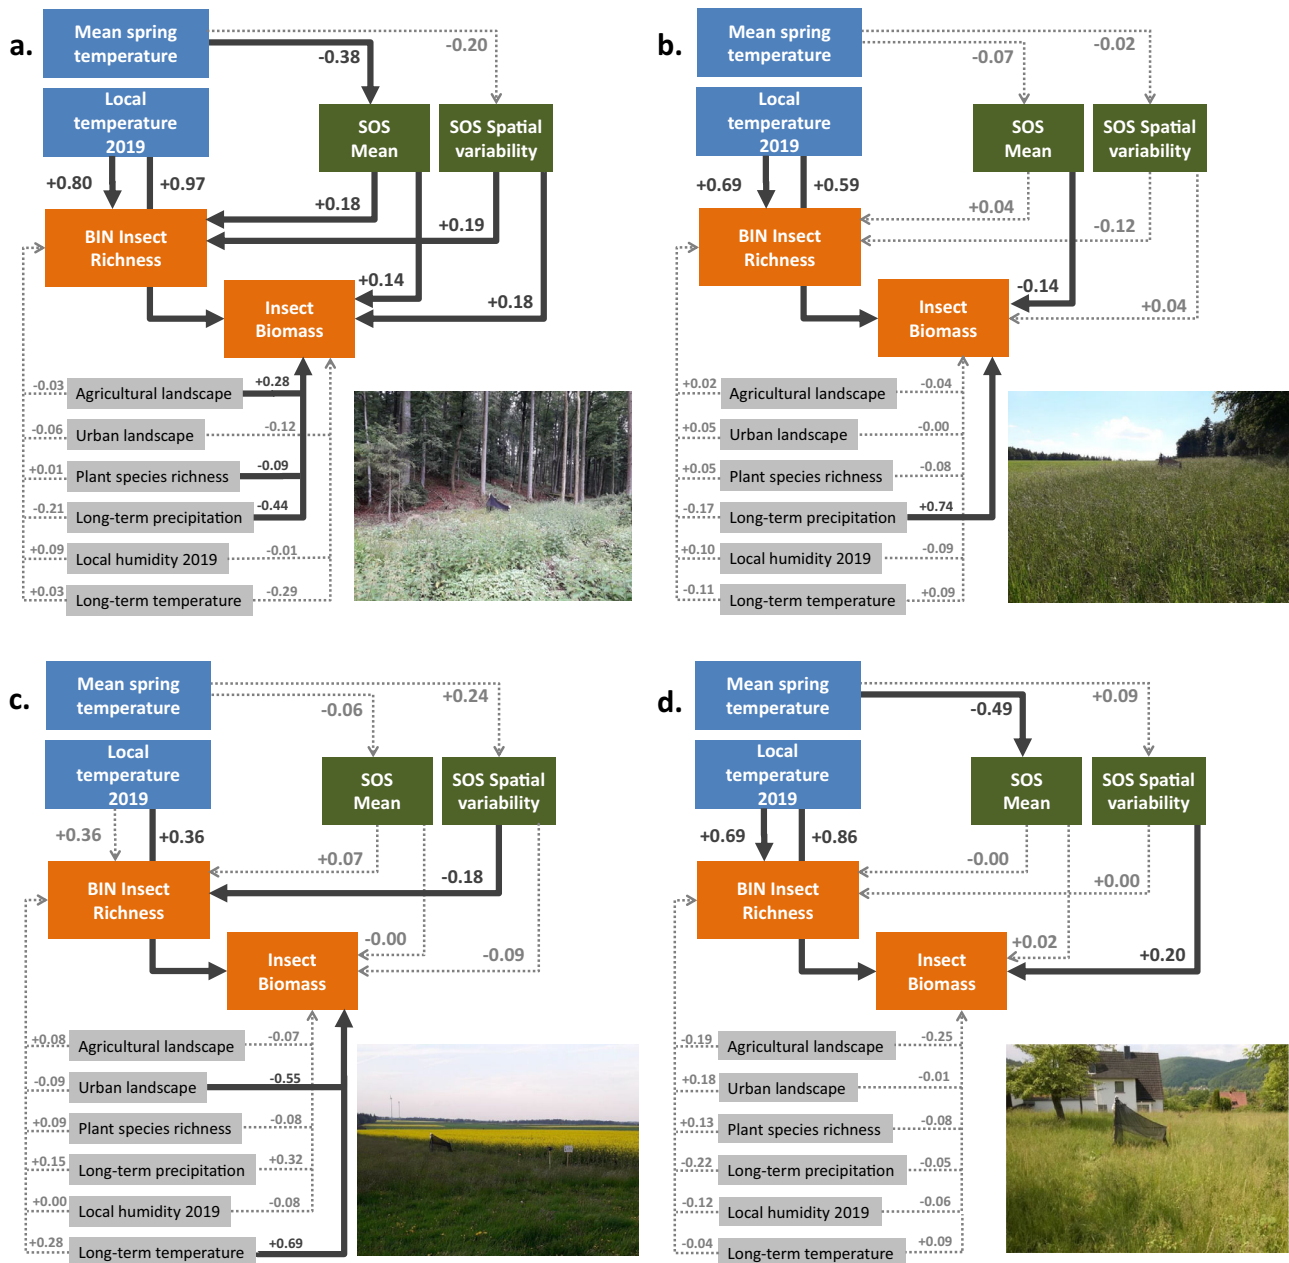 a.
Mean spring
temperature
-0.20
-0.38
Local
temperature
2019
SOS
Mean
SOS Spatial
variability
+0.80
+0.97
+0.18
+0.19
BIN Insect
Richness
+0.14
+0.18
Insect
Biomass
-0.03
Agricultural landscape
+0.28
-0.06
Urban landscape
-0.12
+0.01
Plant species richness
-0.09
-0.21
Long-term precipitation
-0.44
+0.09
Local humidity 2019
-0.01
+0.03
Long-term temperature
-0.29
b.
Mean spring
temperature
-0.02
-0.07
Local
temperature
2019
SOS
Mean
SOS Spatial
variability
+0.69
+0.59
+0.04
-0.12
BIN Insect
Richness
-0.14
+0.04
Insect
Biomass
+0.02
Agricultural landscape
-0.04
+0.05
Urban landscape
-0.00
+0.05
Plant species richness
-0.08
-0.17
Long-term precipitation
+0.74
+0.10
Local humidity 2019
-0.09
-0.11
Long-term temperature
+0.09
c.
Mean spring
temperature
+0.24
-0.06
Local
temperature
2019
SOS
Mean
SOS Spatial
variability
+0.36
+0.36
+0.07
-0.18
BIN Insect
Richness
-0.00
-0.09
Insect
Biomass
+0.08
Agricultural landscape
-0.07
-0.09
Urban landscape
-0.55
+0.09
Plant species richness
-0.08
+0.15
Long-term precipitation
+0.32
+0.00
Local humidity 2019
-0.08
+0.28
Long-term temperature
+0.69
d.
Mean spring
temperature
+0.09
-0.49
Local
temperature
2019
SOS
Mean
SOS Spatial
variability
+0.69
+0.86
-0.00
+0.00
BIN Insect
Richness
+0.02
+0.20
Insect
Biomass
-0.19
Agricultural landscape
-0.25
+0.18
Urban landscape
-0.01
+0.13
Plant species richness
-0.08
-0.22
Long-term precipitation
-0.05
-0.12
Local humidity 2019
-0.06
-0.04
Long-term temperature
+0.09